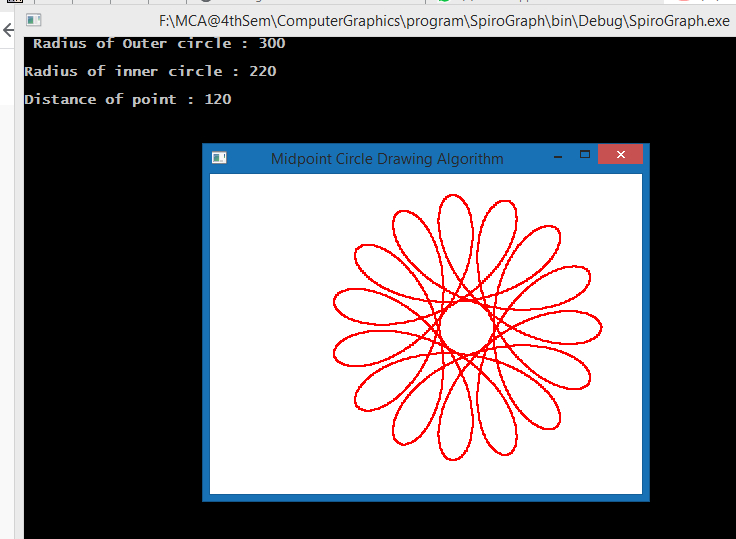 F:\MCA@4thSem\ComputerGraphics\program\SpiroGraph\bin\Debug\SpiroGraph.exe
Radius of Outer circle : 300
Radius of inner circle : 220
Distance of point : 120
Midpoint Circle Drawing Algorithm